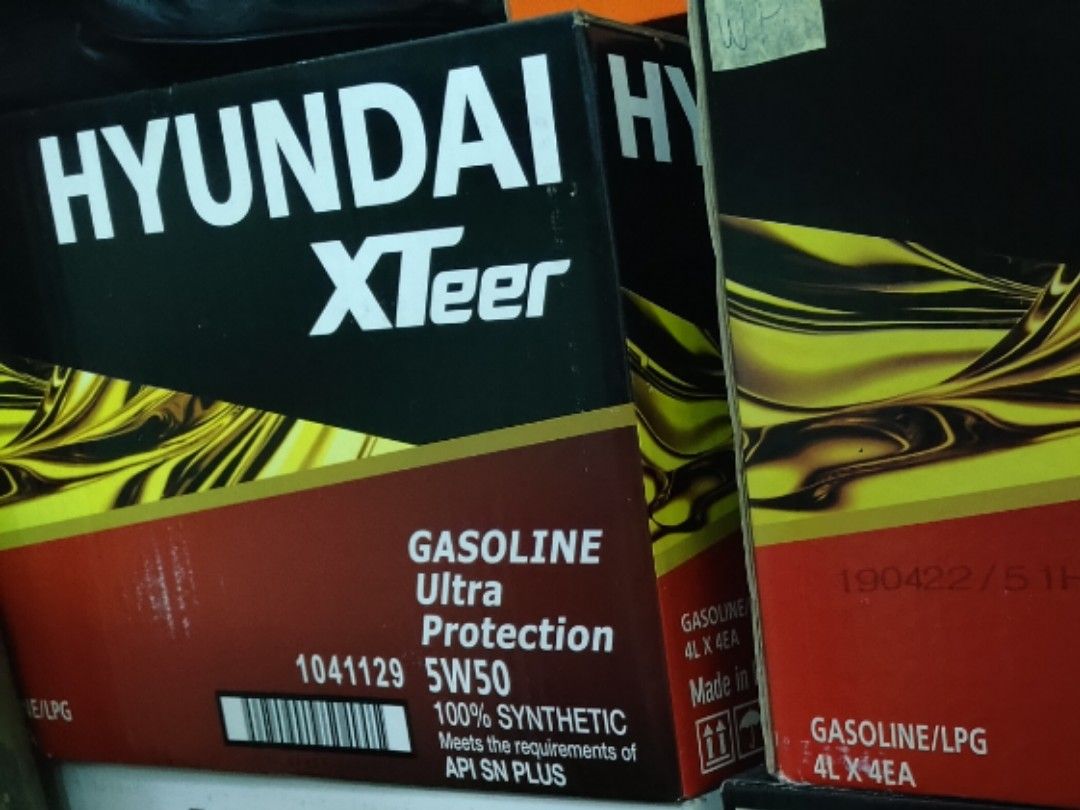 HYUNDAI
XTeer
GASOLINE
Ultra
Protection
1041129 5W50
100% SYNTHETIC
Meets the requirements of
API SN PLUS
E/LPG
HY
GASOLINE/
4L X 4EA
Made in
190422 / 51H
GASOLINE/LPG
4L X 4EA